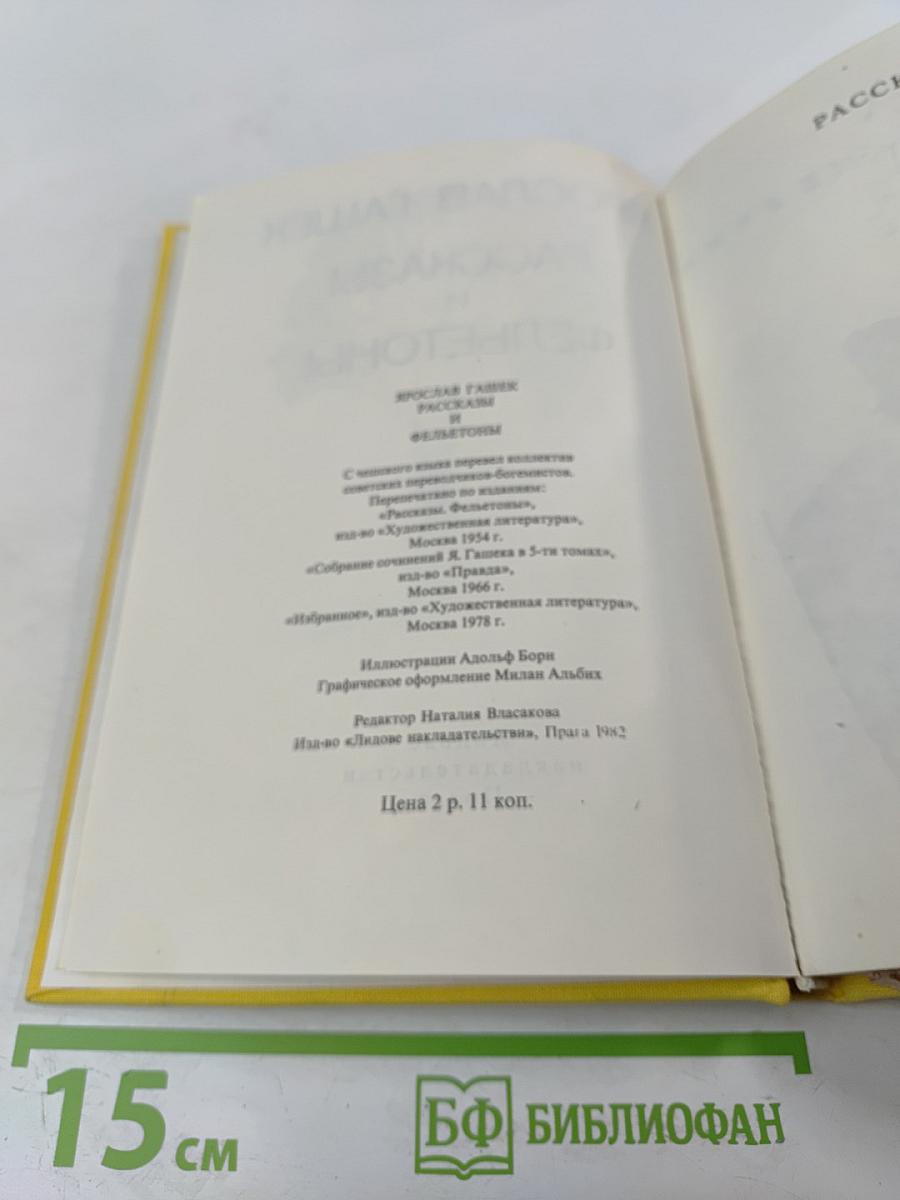 ЯРОСЛАВ ГАШЕК
РАССКАЗЫ
И
ФЕЛЬЕТОНЫ
С чешского языка перевел коллектив
советских переводчиков-богемистов.
Перепечатано по изданиям:
«Рассказы. Фельетоны»,
изд-во «Художественная литература»,
Москва 1954 г.
«Собрание сочинений Я. Гашека в 5-ти томах»,
изд-во «Правда»,
Москва 1966 г.
«Избранное», изд-во «Художественная литература»,
Москва 1978 г.
Иллюстрации Адольф Борн
Графическое оформление Милан Альбих
Редактор Наталия Власакова
Изд-во «Лидове накладательстви», Прага 1982
Цена 2 р. 11 коп.
15 см
БФ БИБЛИОФАН